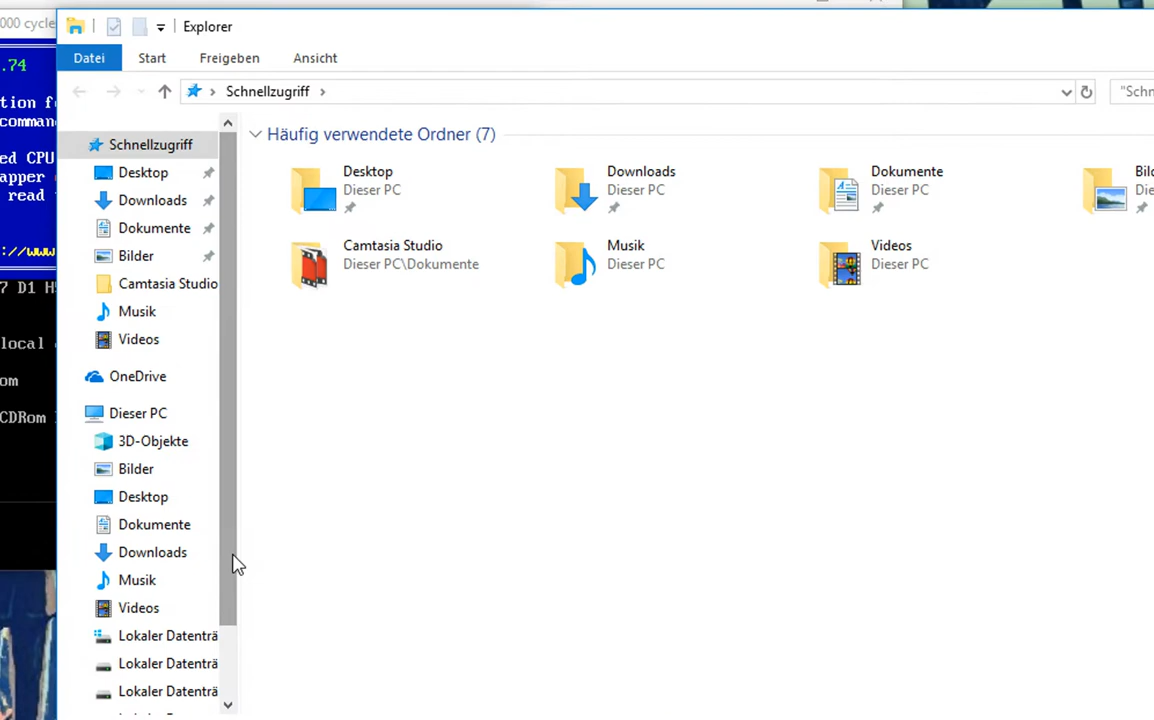 000 cycle
Explorer
Datei Start Freigeben Ansicht
Schnellzugriff
"Schn
Häufig verwendete Ordner (7)
Desktop
Dieser PC
Downloads
Dieser PC
Dokumente
Dieser PC
Bild
Die
Camtasia Studio
Dieser PC\Dokumente
Musik
Dieser PC
Videos
Dieser PC
Schnellzugriff
Desktop
Downloads
Dokumente
Bilder
Camtasia Studio
Musik
Videos
OneDrive
Dieser PC
3D-Objekte
Bilder
Desktop
Dokumente
Downloads
Musik
Videos
Lokaler Datenträ
Lokaler Datenträ
Lokaler Datenträ
.74
tion f
comman
ed CPU
apper
read
://www
7 D1 H
local
om
CDRom